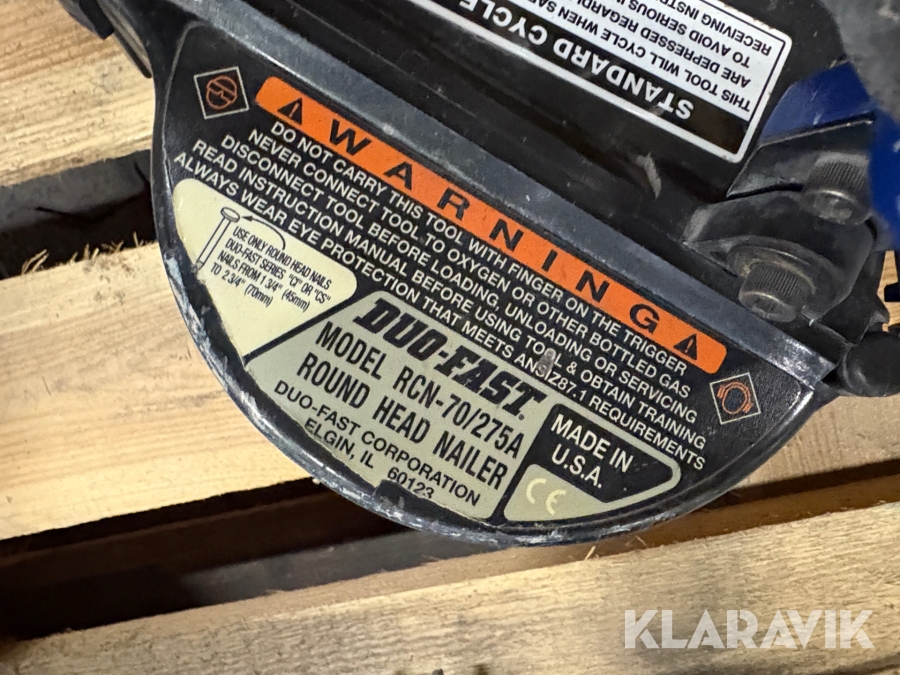 STANDARD CYCLE
THIS TOOL WILL CYCLE WHEN SAF
ARE DEPRESSED REGARD
TO AVOID SERIOUS I
RECEIVING INSTR
WARNING
DO NOT CARRY THIS TOOL WITH FINGER ON THE TRIGGER
NEVER CONNECT TOOL TO OXYGEN OR OTHER BOTTLED GAS
DISCONNECT TOOL BEFORE LOADING, UNLOADING OR SERVICING
READ INSTRUCTION MANUAL BEFORE USING TOOL & OBTAIN TRAINING
ALWAYS WEAR EYE PROTECTION THAT MEETS ANSI Z87.1 REQUIREMENTS
USE ONLY ROUND HEAD NAILS
DUO-FAST SERIES "CI" OR "CS"
NAILS FROM 1 3/4" (45mm)
TO 2 3/4" (70mm)
DUO-FAST
MODEL RCN-70/275A
ROUND HEAD NAILER
DUO-FAST CORPORATION
ELGIN, IL 60123
MADE IN
U.S.A.
CE
KLARAVIK